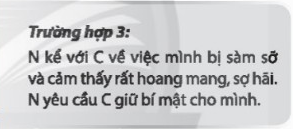 Trường hợp 3:
N kể với C về việc mình bị sàm sỡ
và cảm thấy rất hoang mang, sợ hãi.
N yêu cầu C giữ bí mật cho mình.